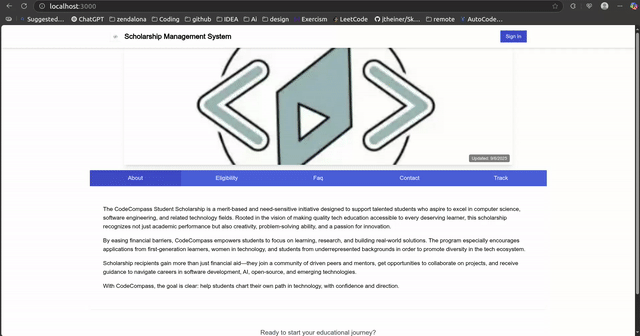 localhost:3000
Suggested... ChatGPT zendalona Coding github IDEA Ai design Exercism LeetCode jtheiner/Sk... remote AutoCode...
Scholarship Management System Sign In
Updated: 9/5/2025
About Eligibility Faq Contact Track
The CodeCompass Student Scholarship is a merit-based and need-sensitive initiative designed to support talented students who aspire to excel in computer science,
software engineering, and related technology fields. Rooted in the vision of making quality tech education accessible to every deserving learner, this scholarship
recognizes not just academic performance but also creativity, problem-solving ability, and a passion for innovation.
By easing financial barriers, CodeCompass empowers students to focus on learning, research, and building real-world solutions. The program especially encourages
applications from first-generation learners, women in technology, and students from underrepresented backgrounds in order to promote diversity in the tech ecosystem.
Scholarship recipients gain more than just financial aid—they join a community of driven peers and mentors, get opportunities to collaborate on projects, and receive
guidance to navigate careers in software development, AI, open-source, and emerging technologies.
With CodeCompass, the goal is clear: help students chart their own path in technology, with confidence and direction.
Ready to start your educational journey?